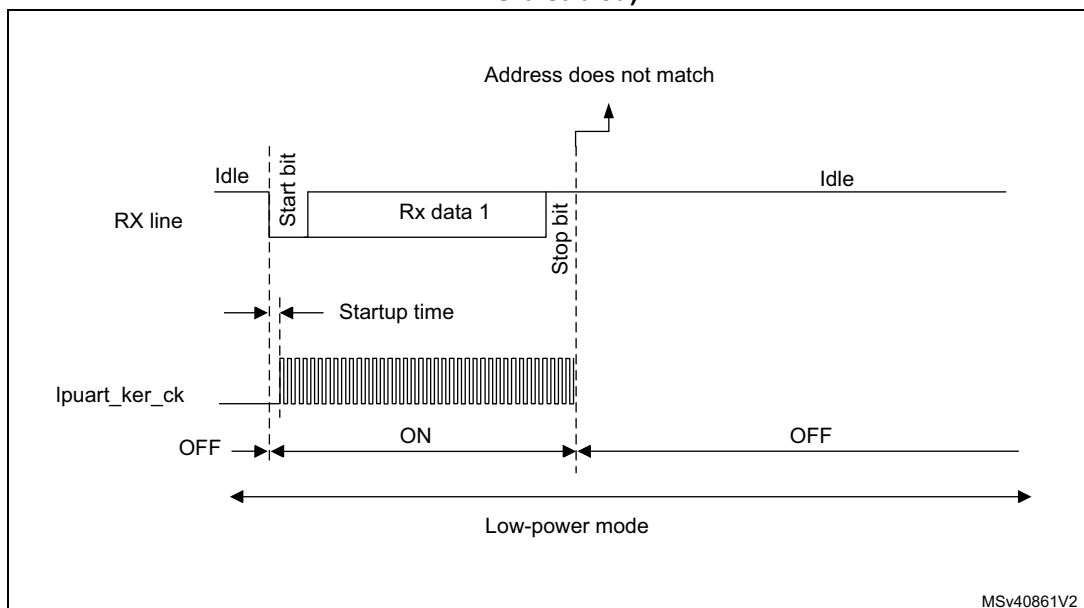 Address does not match
Idle
Start bit
Rx data 1
Stop bit
Idle
RX line
Startup time
lpuart_ker_ck
OFF
ON
OFF
Low-power mode
MSv40861V2